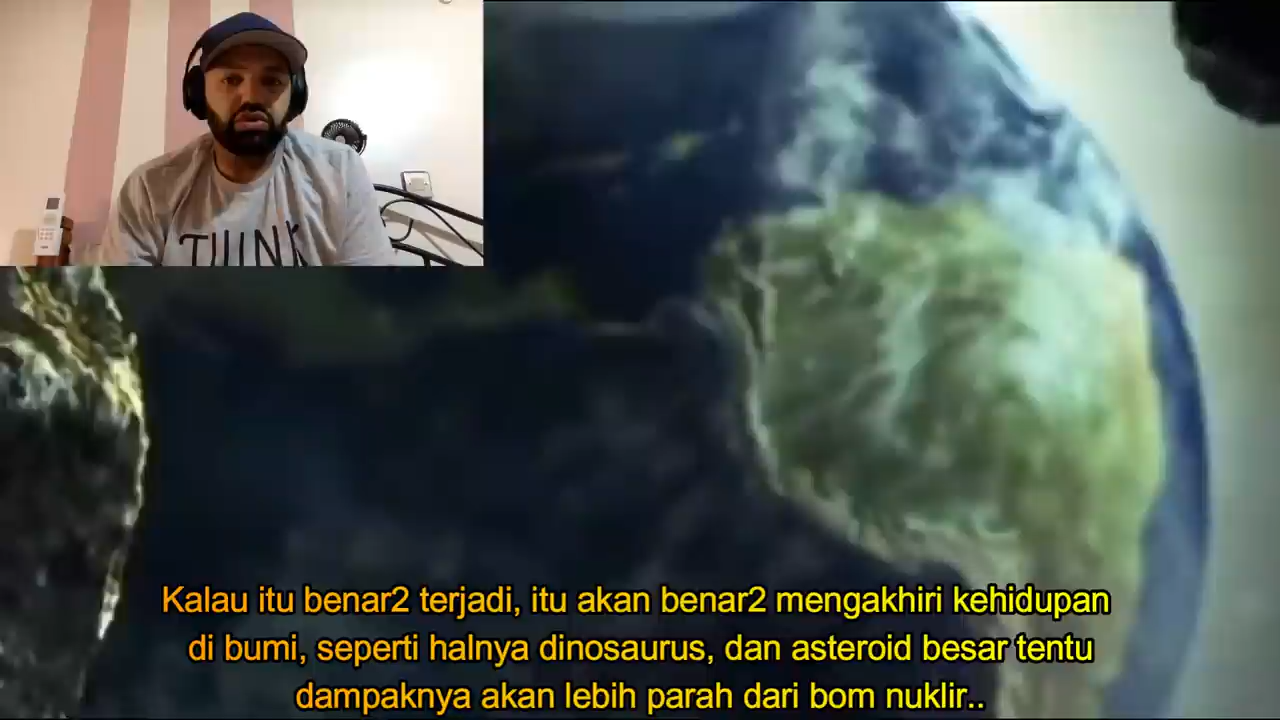 THINK
Kalau itu benar2 terjadi, itu akan benar2 mengakhiri kehidupan
di bumi, seperti halnya dinosaurus, dan asteroid besar tentu
dampaknya akan lebih parah dari bom nuklir..